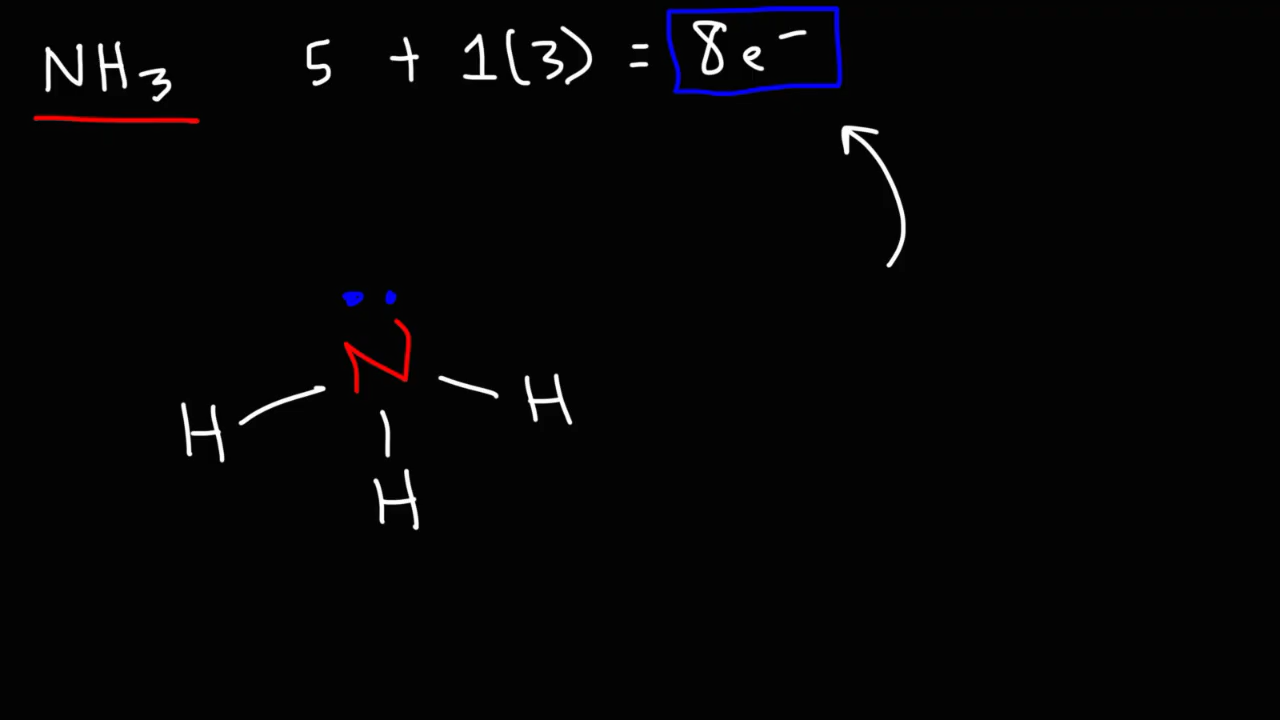 NH₃ 5 + 1(3) = 8e⁻
N
H H
H